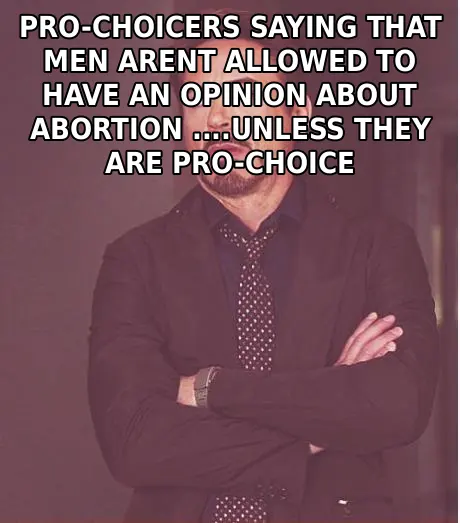 PRO-CHOICERS SAYING THAT
MEN ARENT ALLOWED TO
HAVE AN OPINION ABOUT
ABORTION ....UNLESS THEY
ARE PRO-CHOICE